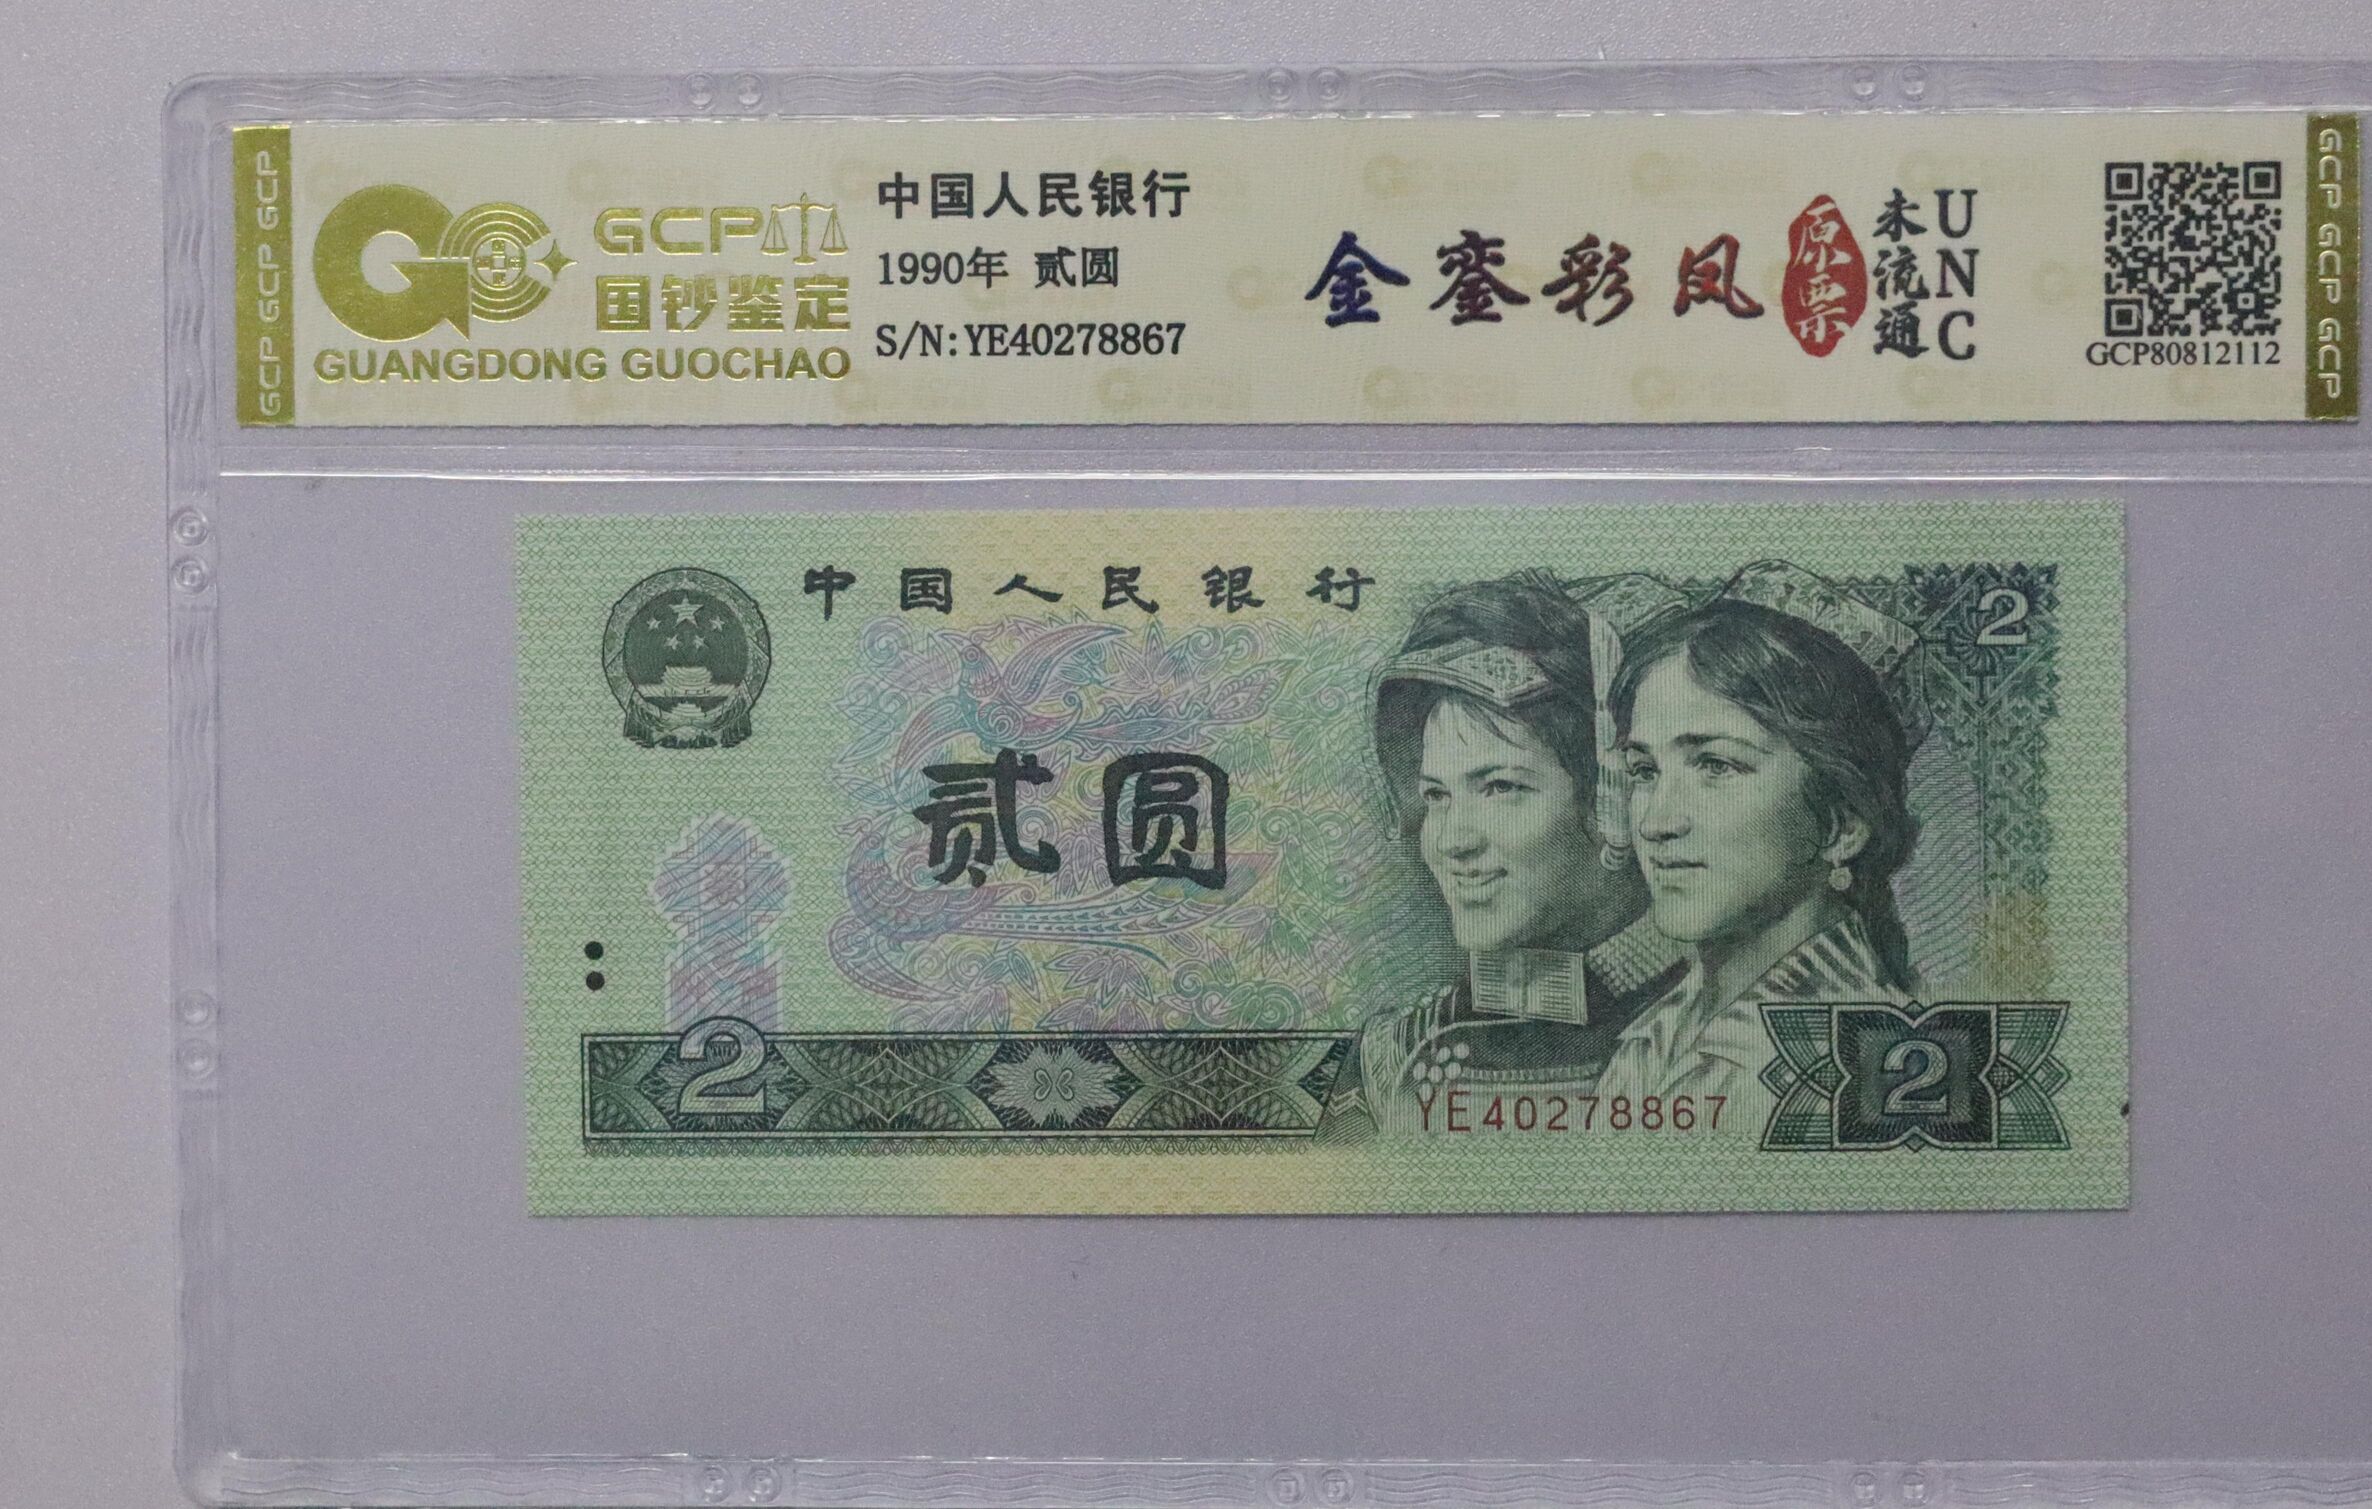 GCP GCP GCP
GCP
国钞鉴定
GUANGDONG GUOCHAO
中国人民银行
1990年 贰圆
S/N:YE40278867
金銮彩凤
原票
未流通
UNC
GCP80812112
GCP GCP GCP
中国人民银行
2
贰圆
2
YE40278867
2